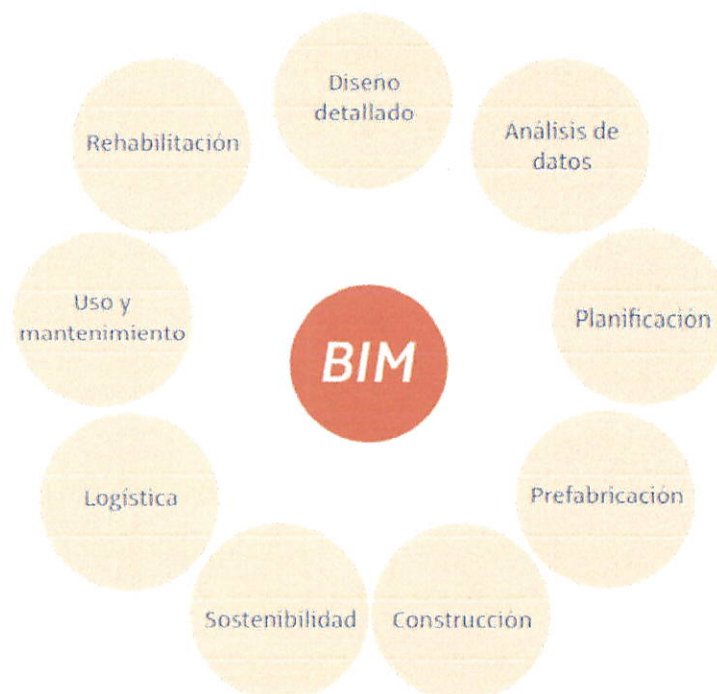 Diseño
detallado
Análisis de
datos
Planificación
Prefabricación
Construcción
Sostenibilidad
Logística
Uso y
mantenimiento
Rehabilitación
BIM